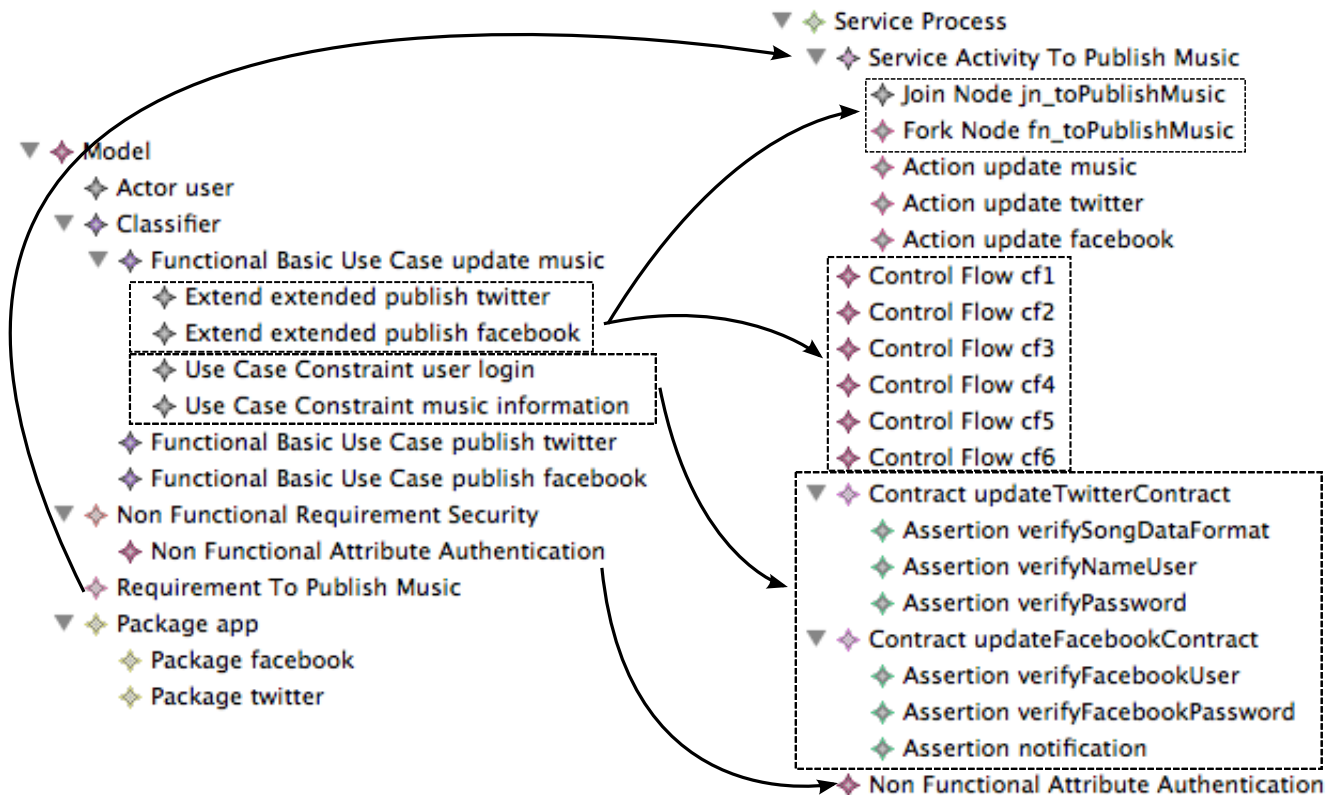 Model
Actor user
Classifier
Functional Basic Use Case update music
Extend extended publish twitter
Extend extended publish facebook
Use Case Constraint user login
Use Case Constraint music information
Functional Basic Use Case publish twitter
Functional Basic Use Case publish facebook
Non Functional Requirement Security
Non Functional Attribute Authentication
Requirement To Publish Music
Package app
Package facebook
Package twitter
Service Process
Service Activity To Publish Music
Join Node jn_toPublishMusic
Fork Node fn_toPublishMusic
Action update music
Action update twitter
Action update facebook
Control Flow cf1
Control Flow cf2
Control Flow cf3
Control Flow cf4
Control Flow cf5
Control Flow cf6
Contract updateTwitterContract
Assertion verifySongDataFormat
Assertion verifyNameUser
Assertion verifyPassword
Contract updateFacebookContract
Assertion verifyFacebookUser
Assertion verifyFacebookPassword
Assertion notification
Non Functional Attribute Authentication